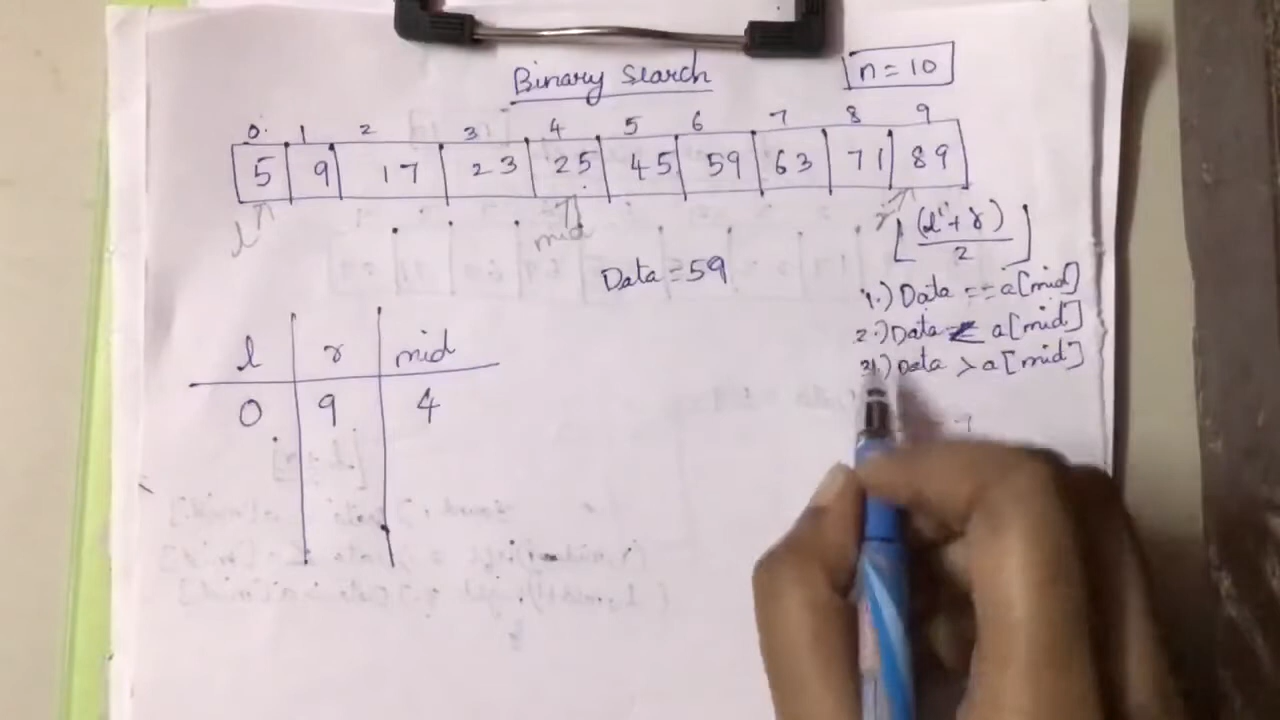 Binary Search
n = 10
0 1 2 3 4 5 6 7 8 9
5 9 17 23 25 45 59 63 71 89
l mid r
⌊(l+r)/2⌋
Data = 59
1.) Data == a[mid]
2.) Data < a[mid]
3.) Data > a[mid]
l r mid
0 9 4